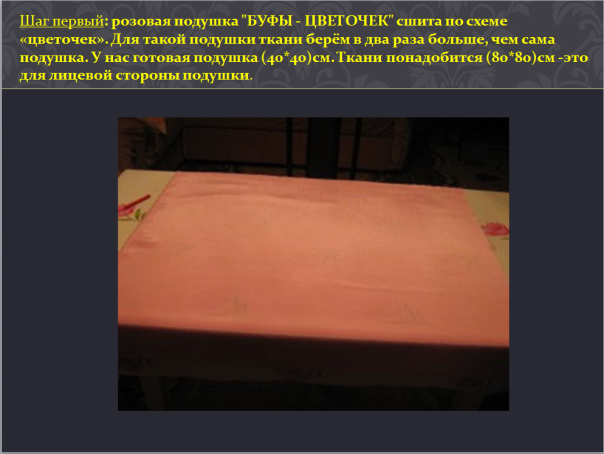 Шаг первый: розовая подушка "БУФЫ - ЦВЕТОЧЕК" сшита по схеме
«цветочек». Для такой подушки ткани берём в два раза больше, чем сама
подушка. У нас готовая подушка (40*40)см. Ткани понадобится (80*80)см -это
для лицевой стороны подушки.